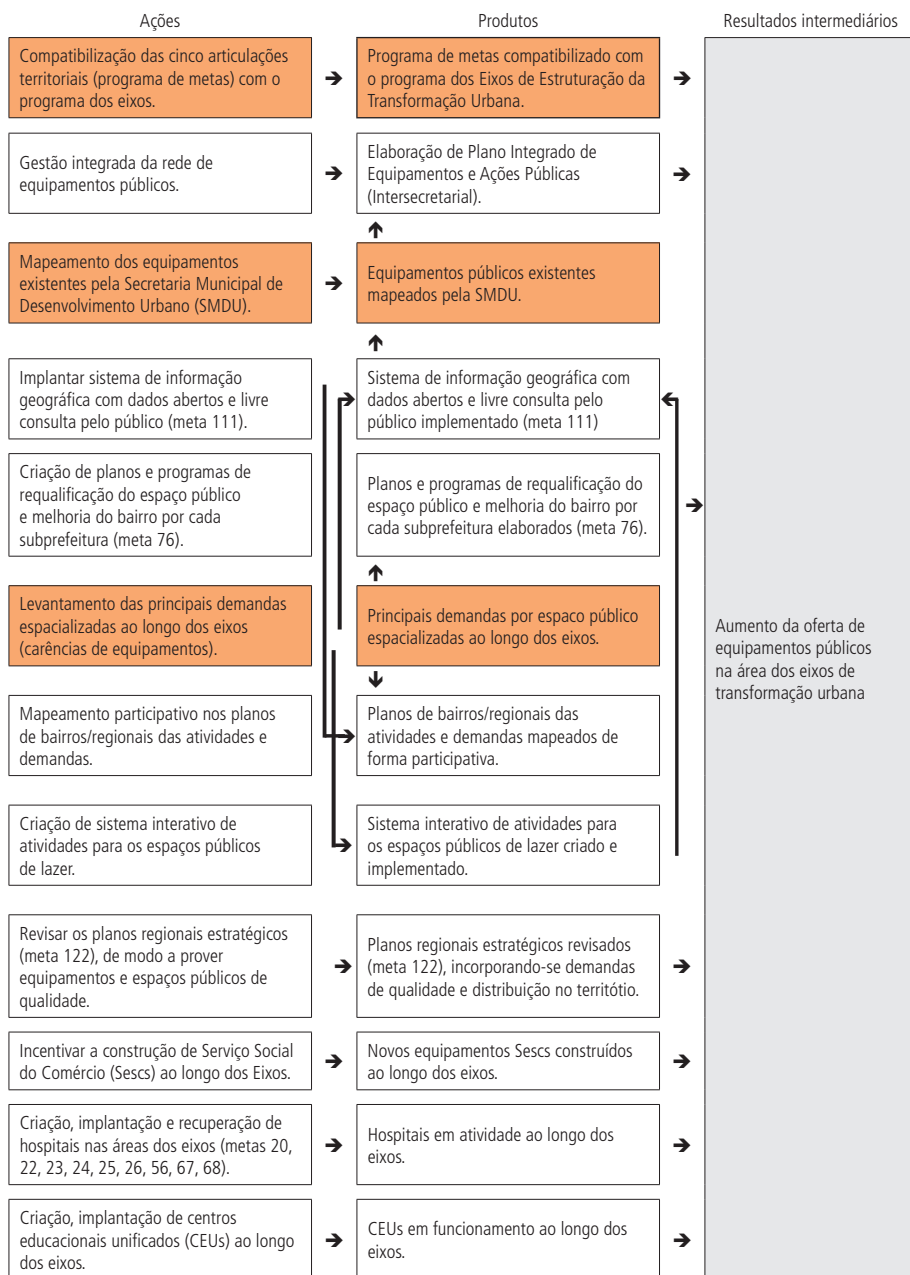 Ações
Produtos
Resultados intermediários
Compatibilização das cinco articulações
territoriais (programa de metas) com o
programa dos eixos.
Programa de metas compatibilizado com
o programa dos Eixos de Estruturação da
Transformação Urbana.
Gestão integrada da rede de
equipamentos públicos.
Elaboração de Plano Integrado de
Equipamentos e Ações Públicas
(Intersecretarial).
Mapeamento dos equipamentos
existentes pela Secretaria Municipal de
Desenvolvimento Urbano (SMDU).
Equipamentos públicos existentes
mapeados pela SMDU.
Implantar sistema de informação
geográfica com dados abertos e livre
consulta pelo público (meta 111).
Sistema de informação geográfica com
dados abertos e livre consulta pelo
público implementado (meta 111)
Criação de planos e programas de
requalificação do espaço público
e melhoria do bairro por cada
subprefeitura (meta 76).
Planos e programas de requalificação do
espaço público e melhoria do bairro por
cada subprefeitura elaborados (meta 76).
Levantamento das principais demandas
espacializadas ao longo dos eixos
(carências de equipamentos).
Principais demandas por espaco público
espacializadas ao longo dos eixos.
Aumento da oferta de
equipamentos públicos
na área dos eixos de
transformação urbana
Mapeamento participativo nos planos
de bairros/regionais das atividades e
demandas.
Planos de bairros/regionais das
atividades e demandas mapeados de
forma participativa.
Criação de sistema interativo de
atividades para os espaços públicos
de lazer.
Sistema interativo de atividades para
os espaços públicos de lazer criado e
implementado.
Revisar os planos regionais estratégicos
(meta 122), de modo a prover
equipamentos e espaços públicos de
qualidade.
Planos regionais estratégicos revisados
(meta 122), incorporando-se demandas
de qualidade e distribuição no territótio.
Incentivar a construção de Serviço Social
do Comércio (Sescs) ao longo dos Eixos.
Novos equipamentos Sescs construídos
ao longo dos eixos.
Criação, implantação e recuperação de
hospitais nas áreas dos eixos (metas 20,
22, 23, 24, 25, 26, 56, 67, 68).
Hospitais em atividade ao longo dos
eixos.
Criação, implantação de centros
educacionais unificados (CEUs) ao longo
dos eixos.
CEUs em funcionamento ao longo dos
eixos.